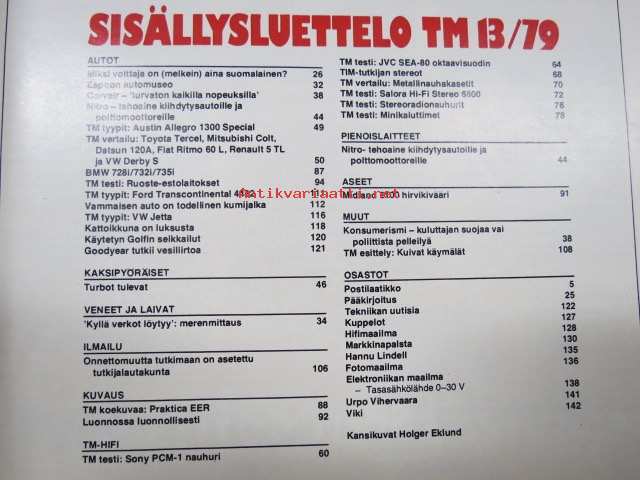 SISÄLLYSLUETTELO TM 13/79
AUTOT
Miksi voittaja on (melkein) aina suomalainen? 26
Espoon automuseo 32
Corvair – 'turvaton kaikilla nopeuksilla' 38
Nitro – tehoaine kiihdytysautoille ja
polttomoottoreille 44
TM tyypit: Austin Allegro 1300 Special 49
TM vertailu: Toyota Tercel, Mitsubishi Colt,
Datsun 120A, Fiat Ritmo 60 L, Renault 5 TL
ja VW Derby S 50
BMW 728i/732i/735i 87
TM testi: Ruoste-estolaitokset 94
TM tyypit: Ford Transcontinental 4432 113
Vammaisen auto on todellinen kumijalka 112
TM tyypit: VW Jetta 116
Kattoikkuna on luksusta 118
Käytetyn Golfin seikkailut 120
Goodyear tutkii vesiliirtoa 121
KAKSIPYÖRÄISET
Turbot tulevat 46
VENEET JA LAIVAT
'Kyllä verkot löytyy': merenmittaus 34
ILMAILU
Onnettomuutta tutkimaan on asetettu
tutkijalautakunta 106
KUVAUS
TM koekuvaa: Praktica EER 88
Luonnossa luonnollisesti 92
TM-HIFI
TM testi: Sony PCM-1 nauhuri 60
TM testi: JVC SEA-80 oktaavisuodin 64
TIM-tutkijan stereot 68
TM vertailu: Metallinauhakasetit 70
TM testi: Salora Hi-Fi Stereo 5000 72
TM testi: Stereoradionauhurit 76
TM testi: Minikaiuttimet 78
PIENOISLAITTEET
Nitro- tehoaine kiihdytysautoille ja
polttomoottoreille 44
ASEET
Midland 2100 hirvikivääri 91
antikvariaatti.net
MUUT
Konsumerismi – kuluttajan suojaa vai
poliittista pelleilyä 38
TM esittely: Kuivat käymälät 108
OSASTOT
Postilaatikko 5
Pääkirjoitus 25
Tekniikan uutisia 122
Kuppelot 127
Hifimaailma 128
Markkinapalsta 130
Hannu Lindell 135
Fotomaailma 136
Elektroniikan maailma
– Tasasähkölähde 0–30 V 138
Urpo Vihervaara 141
Viki 142
Kansikuvat Holger Eklund